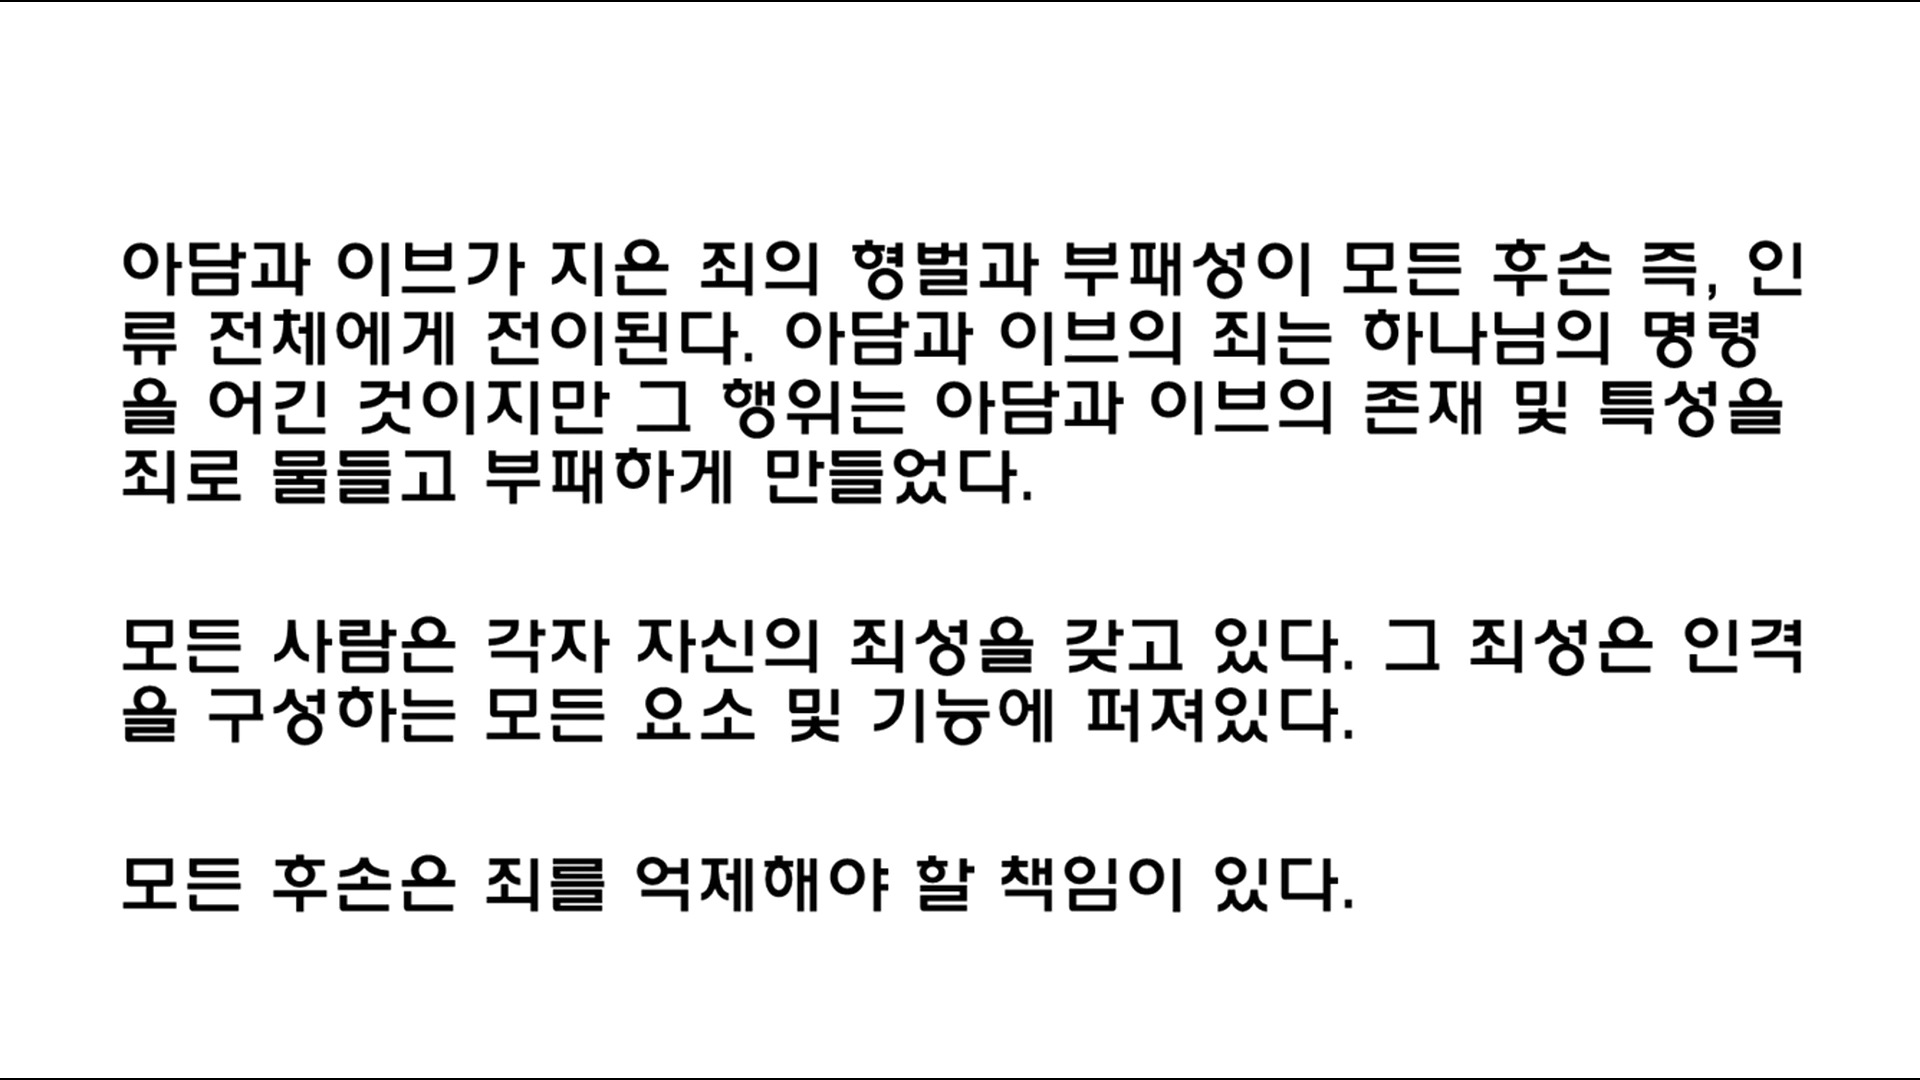 아담과 이브가 지은 죄의 형벌과 부패성이 모든 후손 즉, 인
류 전체에게 전이된다. 아담과 이브의 죄는 하나님의 명령
을 어긴 것이지만 그 행위는 아담과 이브의 존재 및 특성을
죄로 물들고 부패하게 만들었다.
모든 사람은 각자 자신의 죄성을 갖고 있다. 그 죄성은 인격
을 구성하는 모든 요소 및 기능에 퍼져있다.
모든 후손은 죄를 억제해야 할 책임이 있다.